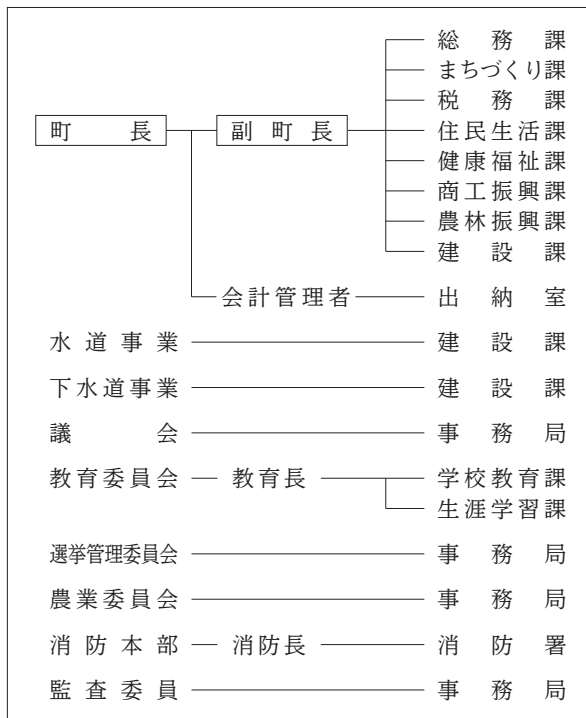 総務課
まちづくり課
税務課
町長 副町長 住民生活課
健康福祉課
商工振興課
農林振興課
建設課
会計管理者 出納室
水道事業 建設課
下水道事業 建設課
議会 事務局
教育委員会 教育長 学校教育課
生涯学習課
選挙管理委員会 事務局
農業委員会 事務局
消防本部 消防長 消防署
監査委員 事務局